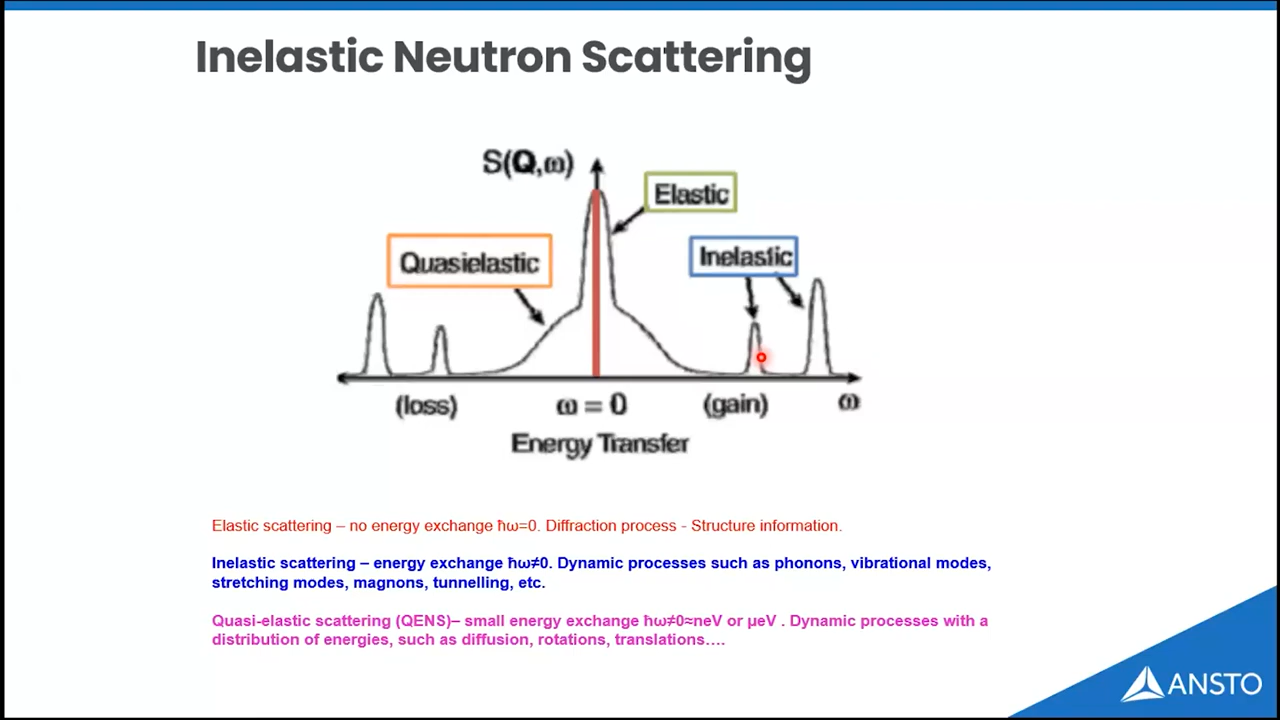 Inelastic Neutron Scattering
S(Q,ω)
Elastic
Quasielastic
Inelastic
(loss)
ω = 0
(gain)
ω
Energy Transfer
Elastic scattering – no energy exchange ħω=0. Diffraction process - Structure information.
Inelastic scattering – energy exchange ħω≠0. Dynamic processes such as phonons, vibrational modes,
stretching modes, magnons, tunnelling, etc.
Quasi-elastic scattering (QENS)– small energy exchange ħω≠0≈neV or μeV . Dynamic processes with a
distribution of energies, such as diffusion, rotations, translations….
ANSTO